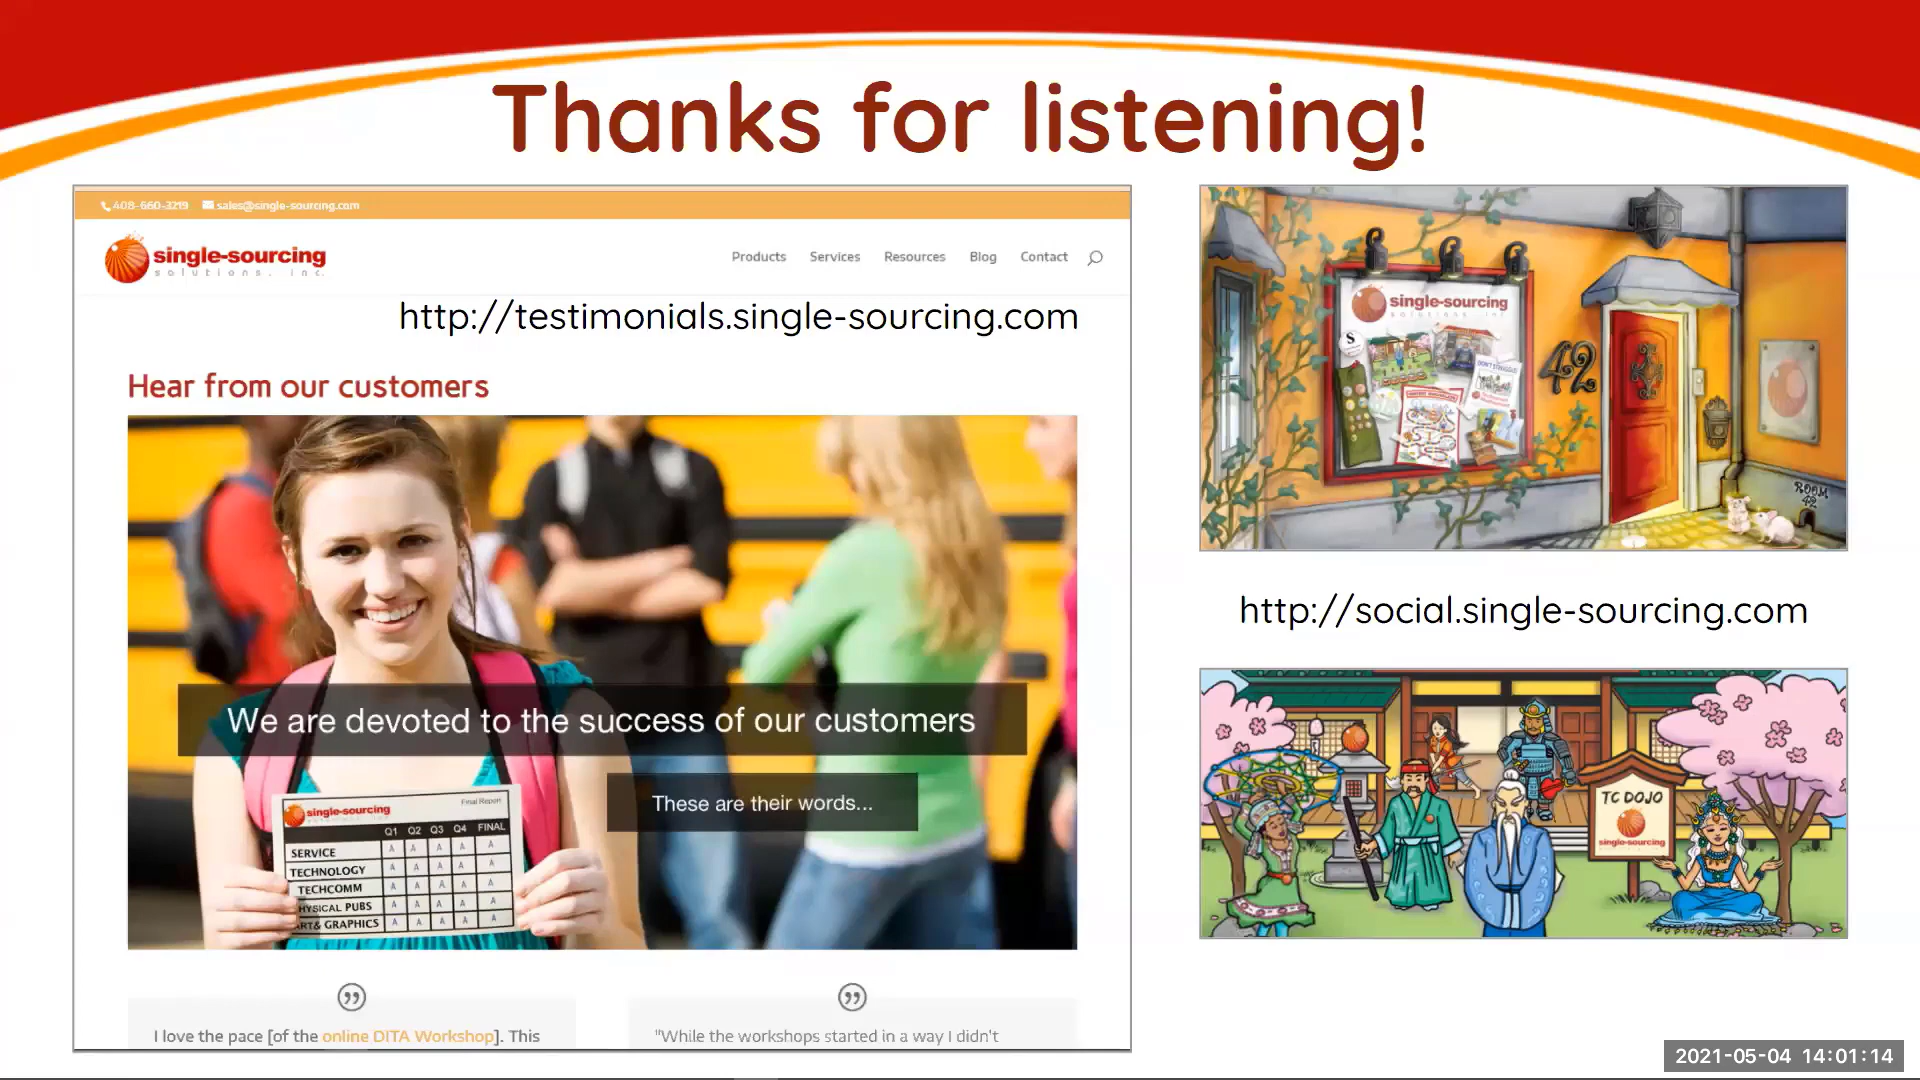 Thanks for listening!
408-660-3219 sales@single-sourcing.com
single-sourcing
solutions, inc.
Products Services Resources Blog Contact
http://testimonials.single-sourcing.com
Hear from our customers
We are devoted to the success of our customers
These are their words...
single-sourcing
Final Report
Q1 Q2 Q3 Q4 FINAL
SERVICE A A A A A
TECHNOLOGY A A A A A
TECHCOMM A A A A A
HYSICAL PUBS A A A A A
RT& GRAPHICS A A A A A
I love the pace [of the online DITA Workshop]. This
"While the workshops started in a way I didn't
single-sourcing
S
42
ROOM
42
http://social.single-sourcing.com
TC DOJO
single-sourcing
2021-05-04 14:01:14